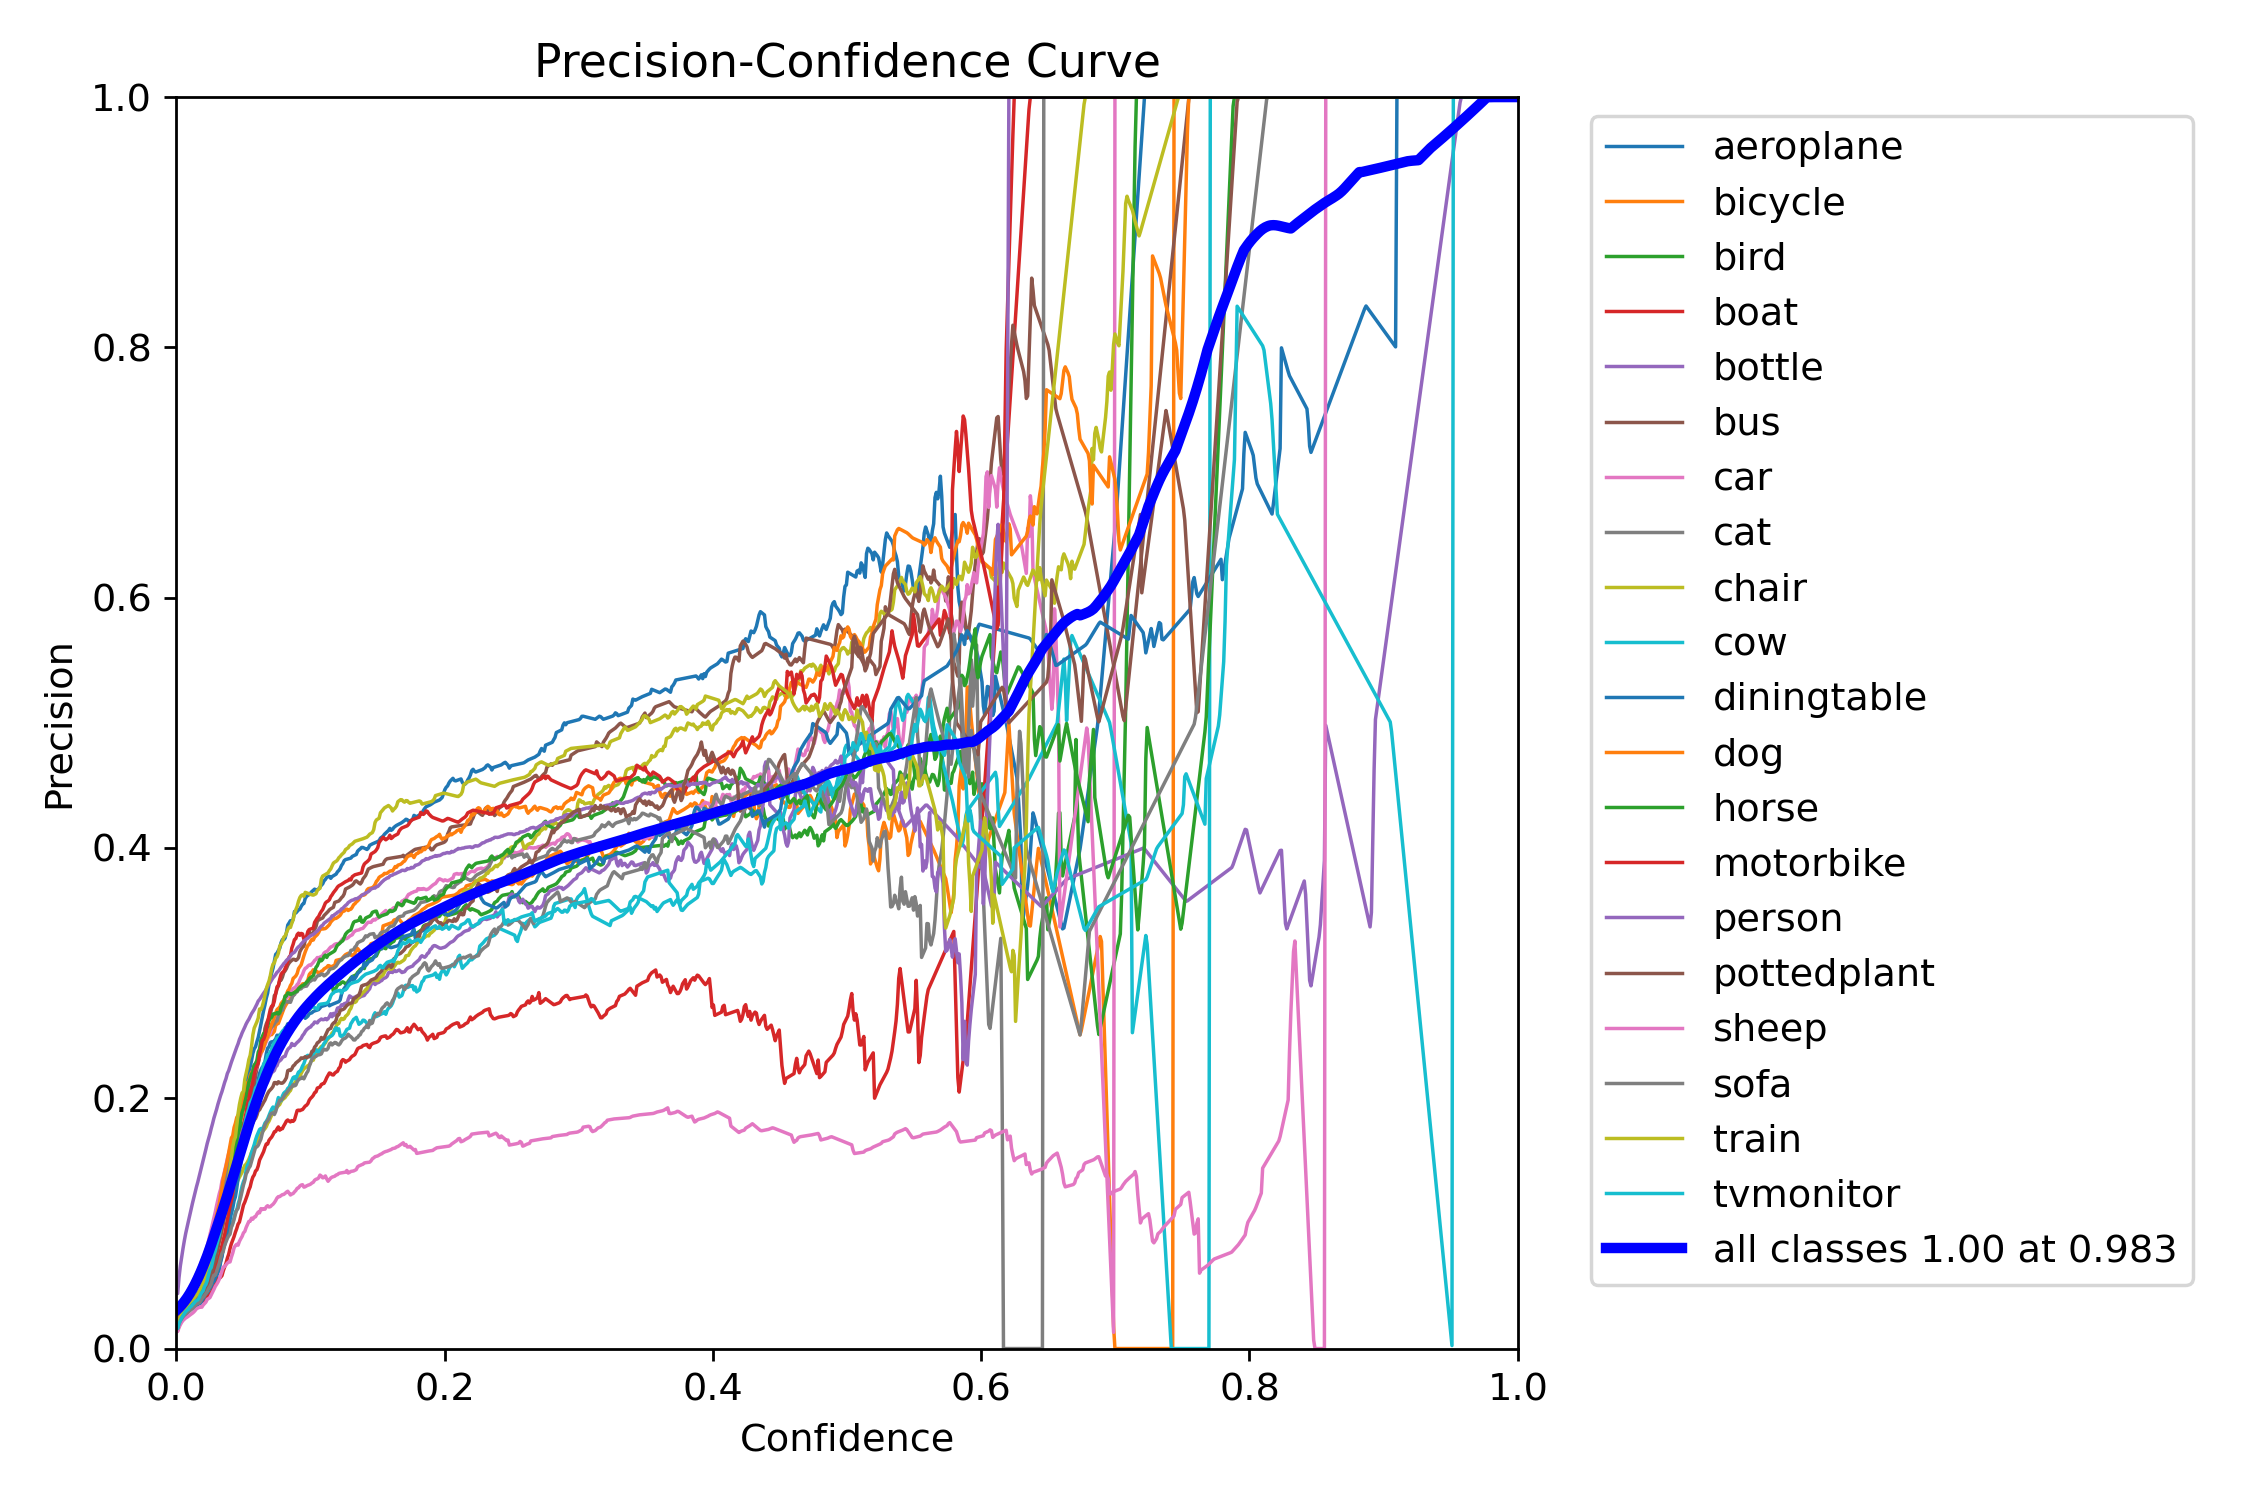 Precision-Confidence Curve
1.0
0.8
0.6
0.4
0.2
0.0
Precision
0.0 0.2 0.4 0.6 0.8 1.0
Confidence
aeroplane
bicycle
bird
boat
bottle
bus
car
cat
chair
cow
diningtable
dog
horse
motorbike
person
pottedplant
sheep
sofa
train
tvmonitor
all classes 1.00 at 0.983